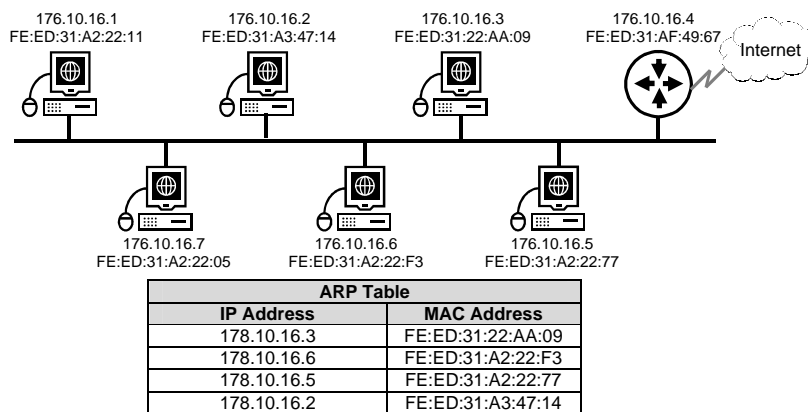 176.10.16.1 176.10.16.2 176.10.16.3 176.10.16.4
FE:ED:31:A2:22:11 FE:ED:31:A3:47:14 FE:ED:31:22:AA:09 FE:ED:31:AF:49:67
Internet
176.10.16.7 176.10.16.6 176.10.16.5
FE:ED:31:A2:22:05 FE:ED:31:A2:22:F3 FE:ED:31:A2:22:77
ARP Table
IP Address MAC Address
178.10.16.3 FE:ED:31:22:AA:09
178.10.16.6 FE:ED:31:A2:22:F3
178.10.16.5 FE:ED:31:A2:22:77
178.10.16.2 FE:ED:31:A3:47:14